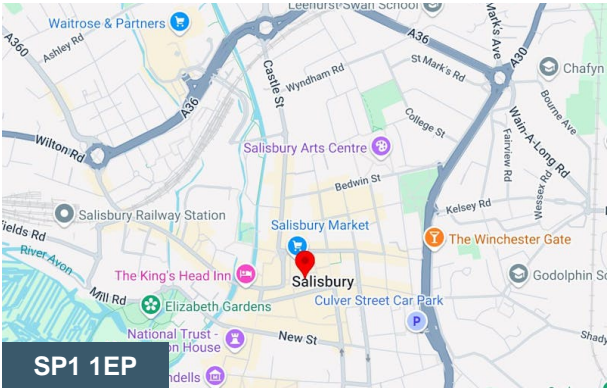 Leehurst Swan School
Waitrose & Partners
A360
Ashley Rd
A36
Castle St
Wyndham Rd
A36
St Mark's Rd
Mark's Ave
A30
Chafyn
Bourne Ave
Wain-A-Long Rd
Fairview Rd
College St
Wilton Rd
Salisbury Arts Centre
Bedwin St
Wessex Rd
Kelsey Rd
Salisbury Railway Station
Salisbury Market
The Winchester Gate
River Avon
Mill Rd
The King's Head Inn
Salisbury
Godolphin
Elizabeth Gardens
Culver Street Car Park
National Trust -
House
New St
P
SP1 1EP